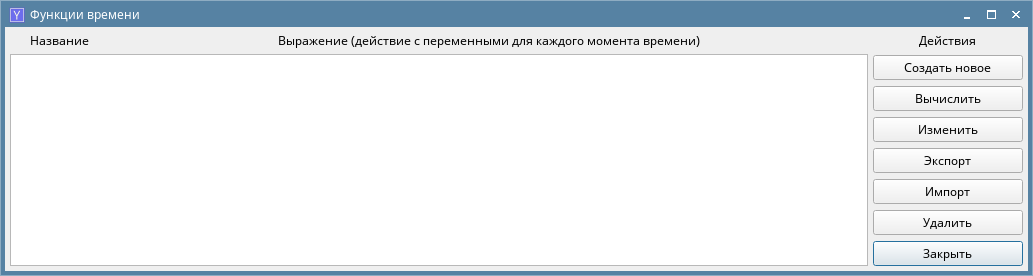 Y Функции времени
Название Выражение (действие с переменными для каждого момента времени) Действия
Создать новое
Вычислить
Изменить
Экспорт
Импорт
Удалить
Закрыть